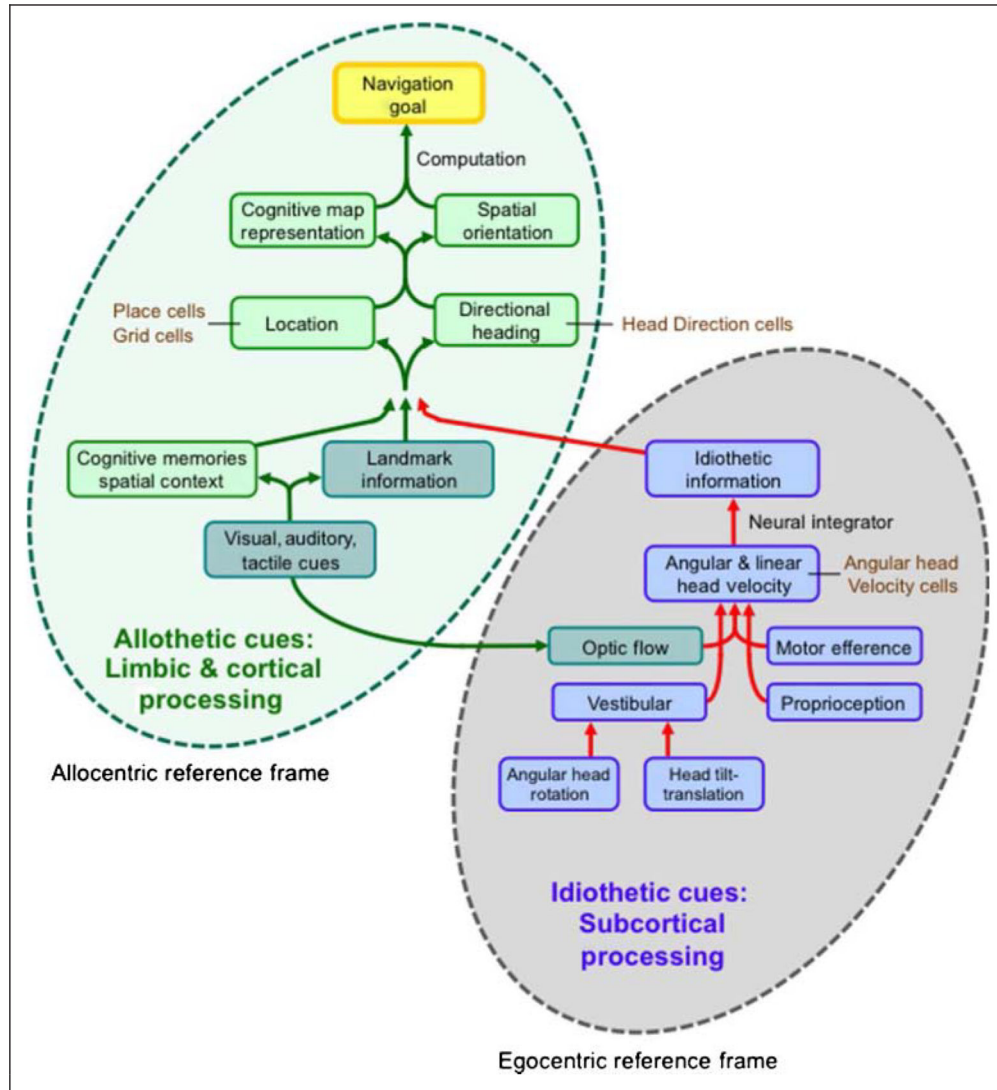 Navigation
goal
Computation
Cognitive map
representation
Spatial
orientation
Place cells
Grid cells
Location
Directional
heading
Head Direction cells
Cognitive memories
spatial context
Landmark
information
Idiothetic
information
Visual, auditory,
tactile cues
Neural integrator
Angular & linear
head velocity
Angular head
Velocity cells
Allothetic cues:
Limbic & cortical
processing
Optic flow
Motor efference
Vestibular
Proprioception
Allocentric reference frame
Angular head
rotation
Head tilt-
translation
Idiothetic cues:
Subcortical
processing
Egocentric reference frame